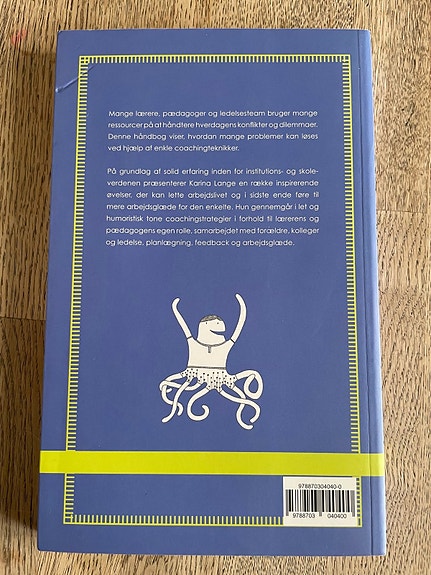 Mange lærere, pædagoger og ledelsesteam bruger mange
ressourcer på at håndtere hverdagens konflikter og dilemmaer.
Denne håndbog viser, hvordan mange problemer kan løses
ved hjælp af enkle coachingteknikker.
På grundlag af solid erfaring inden for institutions- og skole-
verdenen præsenterer Karina Lange en række inspirerende
øvelser, der kan lette arbejdslivet og i sidste ende føre til
mere arbejdsglæde for den enkelte. Hun gennemgår i let og
humoristisk tone coachingstrategier i forhold til lærerens og
pædagogens egen rolle, samarbejdet med forældre, kolleger
og ledelse, planlægning, feedback og arbejdsglæde.
978870304040-0
9788703 040400